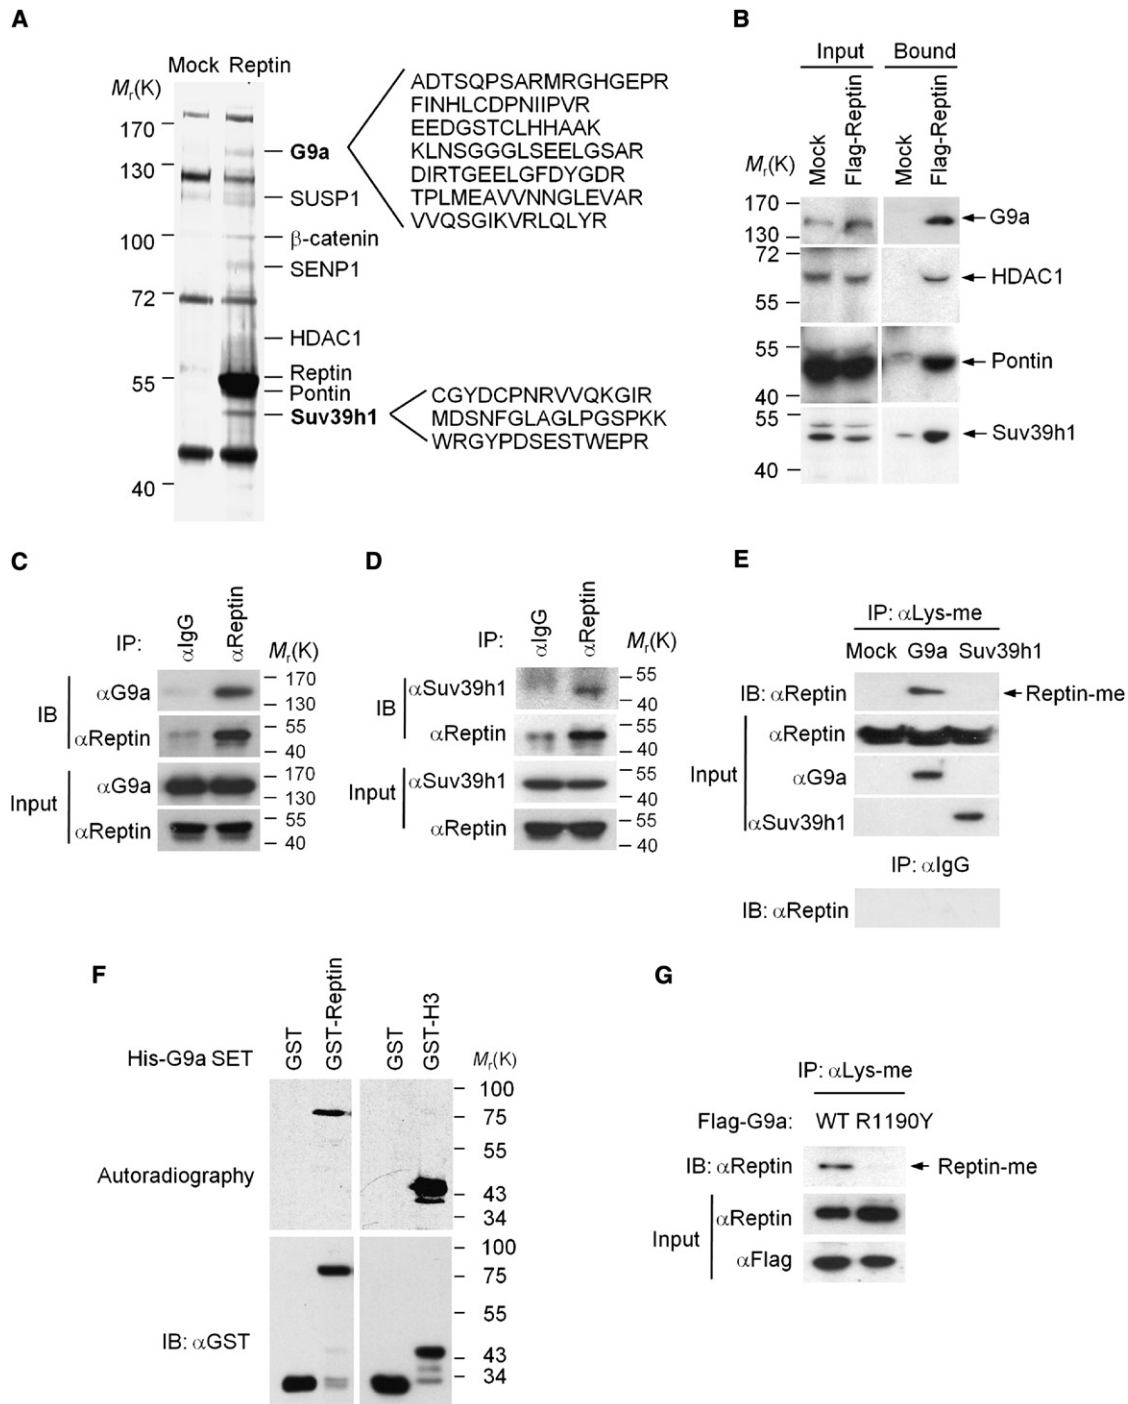 A
Mock Reptin
Mr(K)
170
130
100
72
55
40
G9a
SUSP1
β-catenin
SENP1
HDAC1
Reptin
Pontin
Suv39h1
ADTSQPSARMRGHGEPR
FINHLCDPNIIPVR
EEDGSTCLHHAAK
KLNSGGGLSEELGSAR
DIRTGEELGFDYGDR
TPLMEAVVNNGLEVAR
VVQSGIKVRLQLYR
CGYDCPNRVVQKGIR
MDSNFGLAGLPGSPKK
WRGYPDSESTWEPR
B
Input Bound
Mock Flag-Reptin Mock Flag-Reptin
Mr(K)
170
130
G9a
72
55
HDAC1
55
40
Pontin
55
40
Suv39h1
C
IP: αIgG αReptin Mr(K)
IB
αG9a 170
130
αReptin 55
40
Input
αG9a 170
130
αReptin 55
40
D
IP: αIgG αReptin Mr(K)
IB
αSuv39h1 55
40
αReptin 55
40
Input
αSuv39h1 55
40
αReptin 55
40
E
IP: αLys-me
Mock G9a Suv39h1
IB: αReptin Reptin-me
Input
αReptin
αG9a
αSuv39h1
IP: αIgG
IB: αReptin
F
His-G9a SET GST GST-Reptin GST GST-H3 Mr(K)
Autoradiography
100
75
55
43
34
IB: αGST
100
75
55
43
34
G
IP: αLys-me
Flag-G9a: WT R1190Y
IB: αReptin Reptin-me
Input
αReptin
αFlag